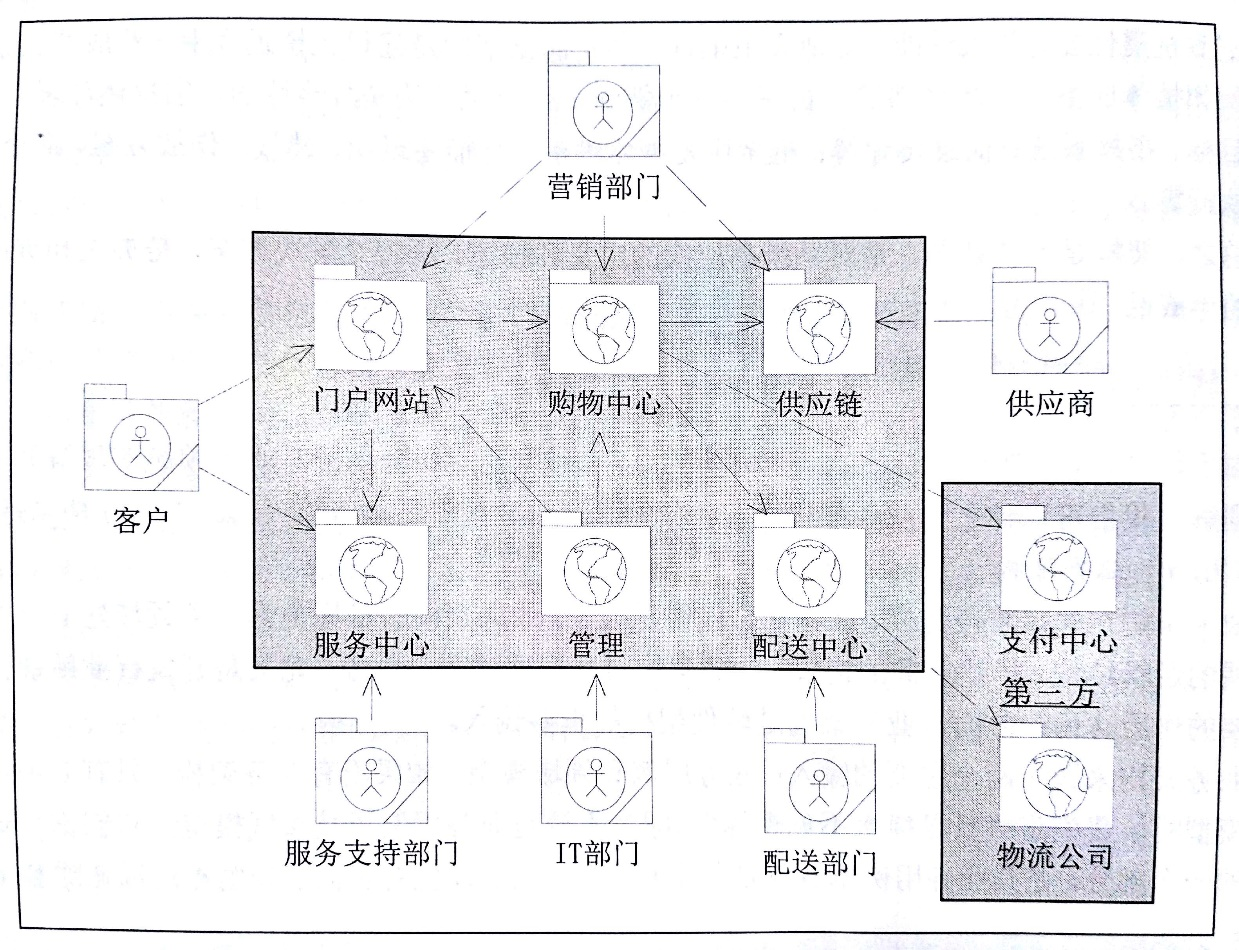 营销部门
门户网站
购物中心
供应链
供应商
客户
服务中心
管理
配送中心
支付中心
第三方
服务支持部门
IT部门
配送部门
物流公司